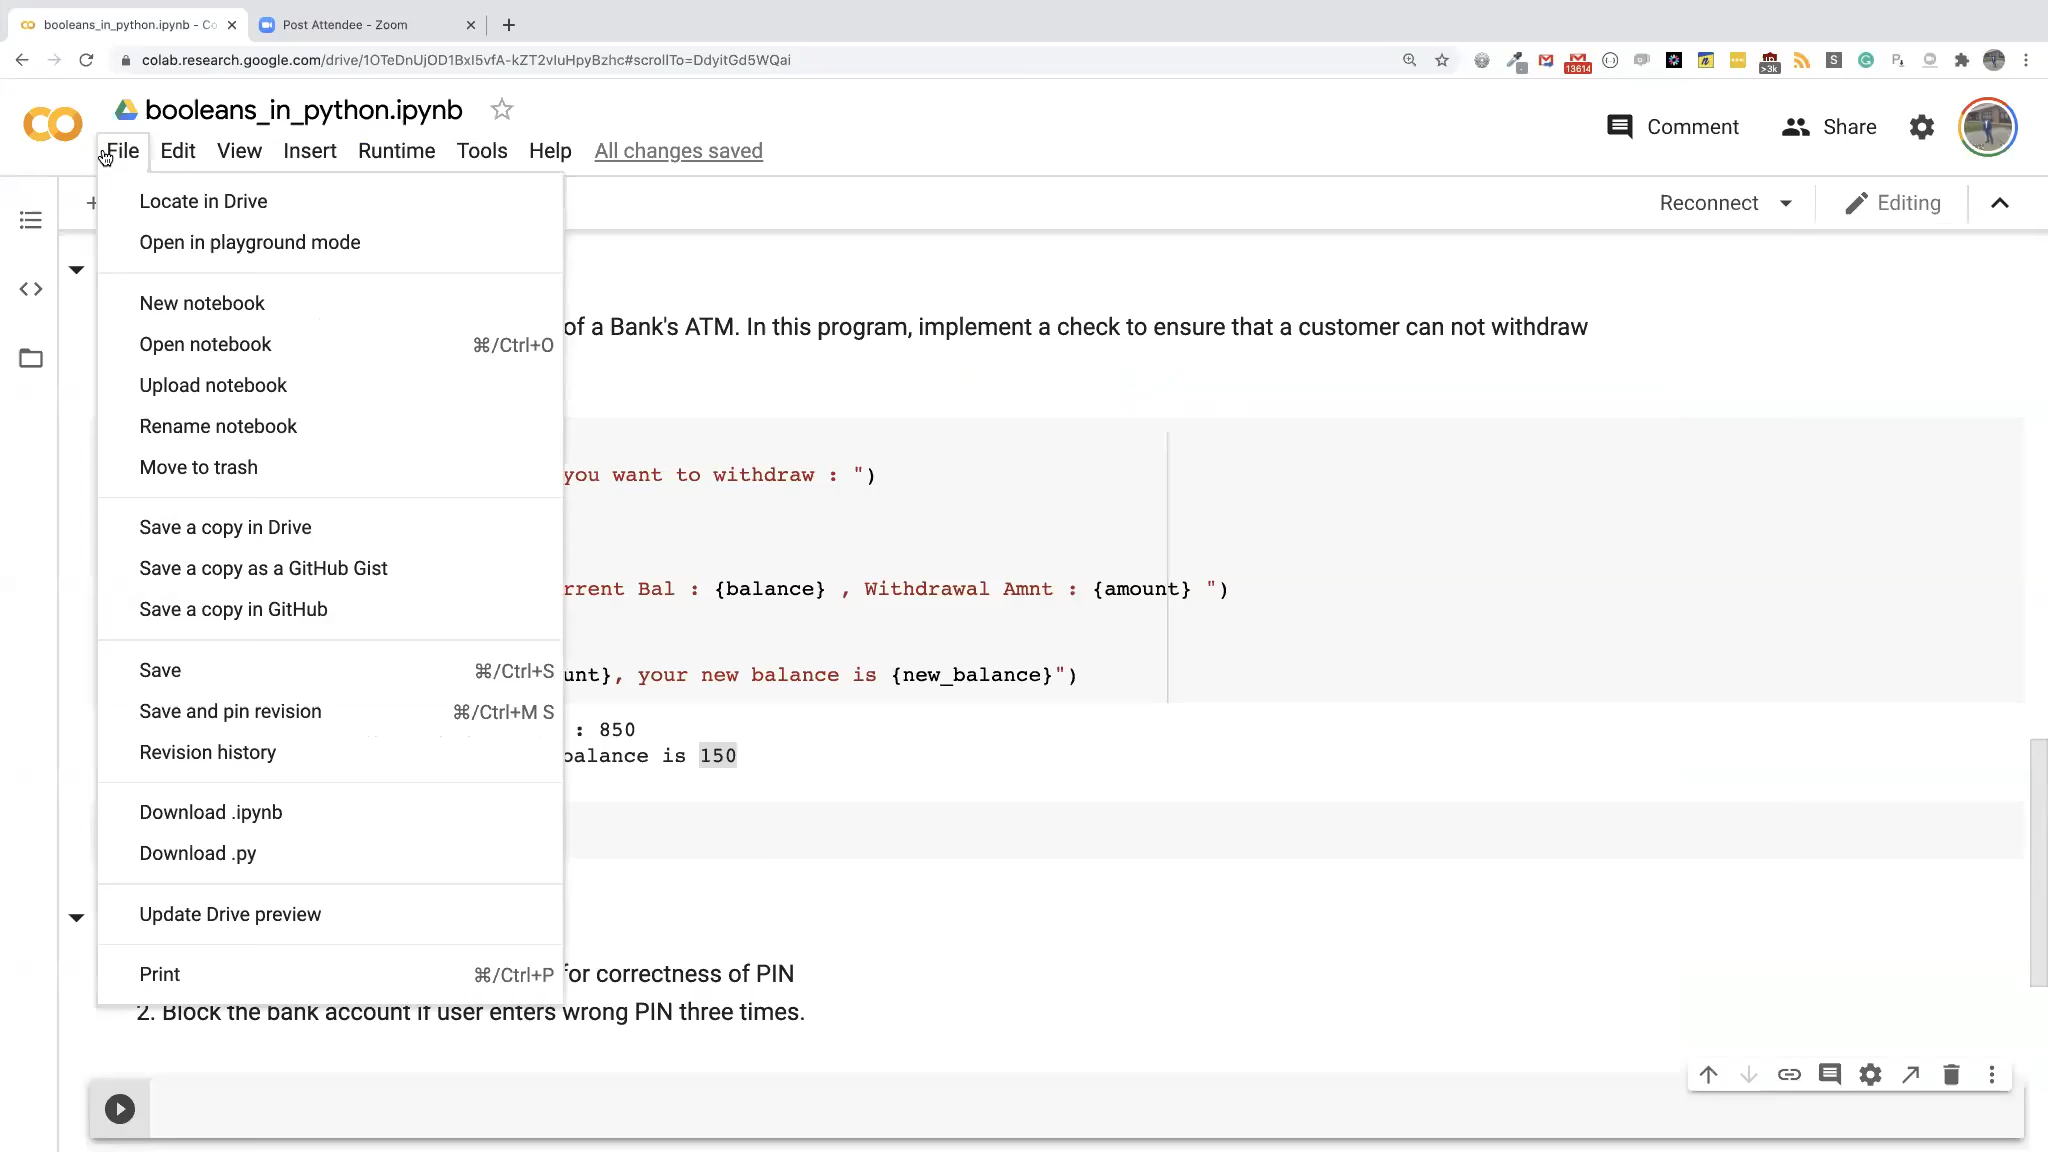 booleans_in_python.ipynb - Co
Post Attendee - Zoom
colab.research.google.com/drive/1OTeDnUjOD1BxI5vfA-kZT2vIuHpyBzhc#scrollTo=DdyitGd5WQai
13614
>3k
booleans_in_python.ipynb
Comment
Share
File Edit View Insert Runtime Tools Help All changes saved
Reconnect
Editing
Locate in Drive
Open in playground mode
New notebook
of a Bank's ATM. In this program, implement a check to ensure that a customer can not withdraw
Open notebook ⌘/Ctrl+O
Upload notebook
Rename notebook
Move to trash
you want to withdraw : ")
Save a copy in Drive
Save a copy as a GitHub Gist
rrent Bal : {balance} , Withdrawal Amnt : {amount} ")
Save a copy in GitHub
Save ⌘/Ctrl+S
unt}, your new balance is {new_balance}")
Save and pin revision ⌘/Ctrl+M S
: 850
Revision history
balance is 150
Download .ipynb
Download .py
Update Drive preview
Print ⌘/Ctrl+P
for correctness of PIN
2. Block the bank account if user enters wrong PIN three times.